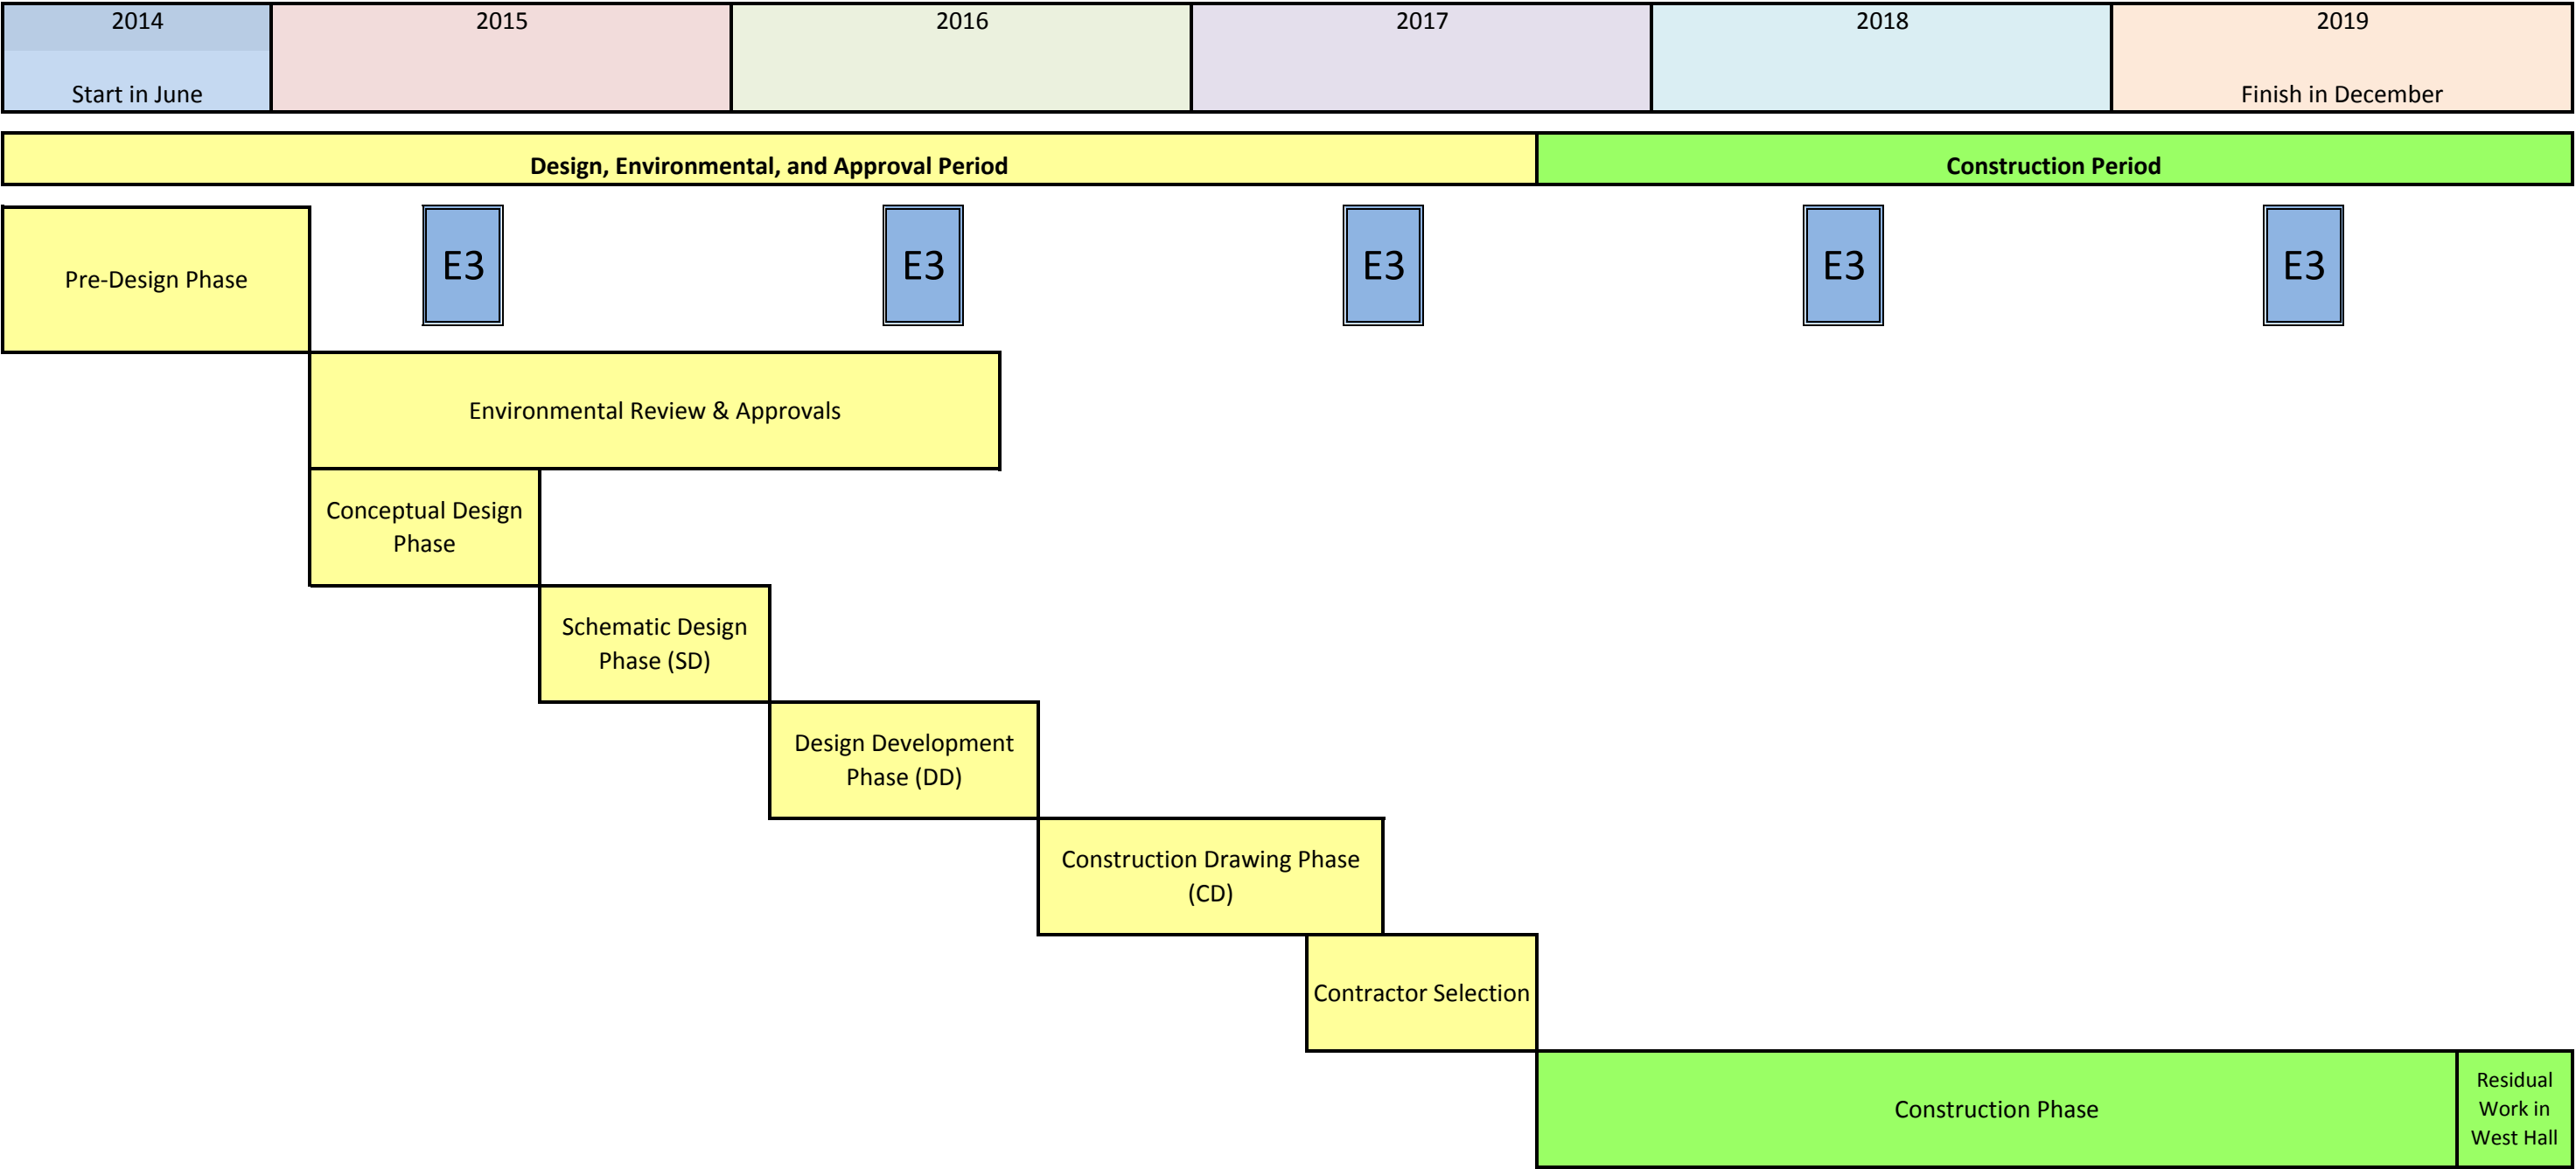 2014
2015
2016
2017
2018
2019
Start in June
Finish in December
Design, Environmental, and Approval Period
Construction Period
Pre-Design Phase
E3
E3
E3
E3
E3
Environmental Review & Approvals
Conceptual Design
Phase
Schematic Design
Phase (SD)
Design Development
Phase (DD)
Construction Drawing Phase
(CD)
Contractor Selection
Construction Phase
Residual
Work in
West Hall